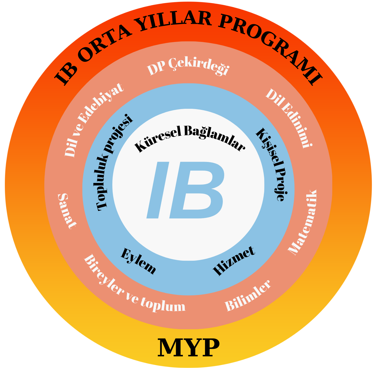 IB ORTA YILLAR PROGRAMI
DP Çekirdeği
Dil Edinimi
Matematik
Bilimler
Bireyler ve toplum
Sanat
Dil ve Edebiyat
Topluluk projesi
Kişisel Proje
Hizmet
Eylem
Küresel Bağlamlar
IB
MYP